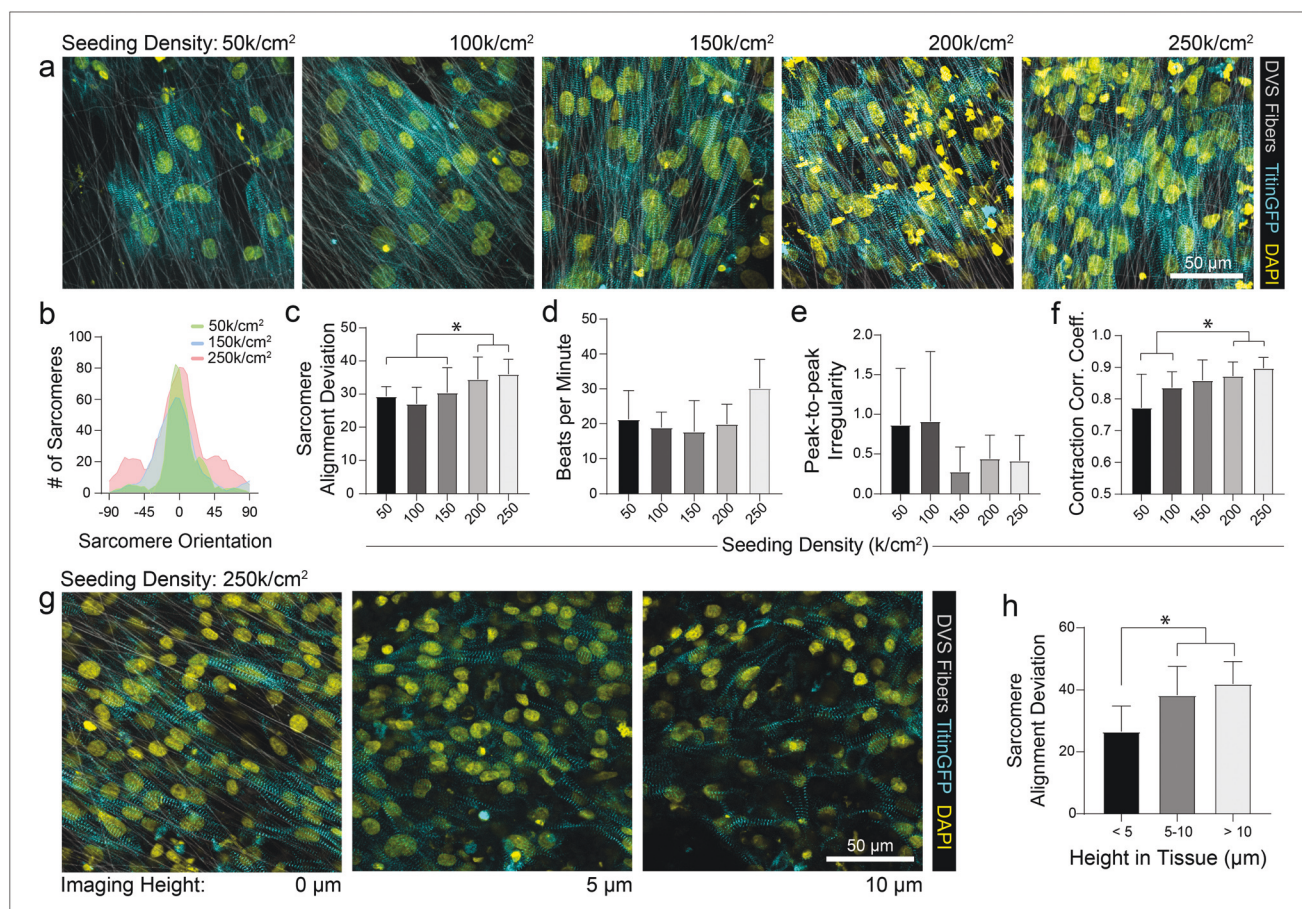 Seeding Density: 50k/cm² 100k/cm² 150k/cm² 200k/cm² 250k/cm²
a
50 µm
DVS Fibers TitinGFP DAPI
b
50k/cm²
150k/cm²
250k/cm²
100
80
60
40
20
0
-90 -45 0 45 90
# of Sarcomeres
Sarcomere Orientation
c
*
50
40
30
20
10
0
50 100 150 200 250
Sarcomere
Alignment Deviation
d
50
40
30
20
10
0
50 100 150 200 250
Beats per Minute
e
2.0
1.5
1.0
0.5
0.0
50 100 150 200 250
Peak-to-peak
Irregularity
f
*
1.0
0.9
0.8
0.7
0.6
0.5
50 100 150 200 250
Contraction Corr. Coeff.
Seeding Density (k/cm²)
Seeding Density: 250k/cm²
g
50 µm
DVS Fibers TitinGFP DAPI
Imaging Height: 0 µm 5 µm 10 µm
h
*
60
40
20
0
< 5 5-10 > 10
Sarcomere
Alignment Deviation
Height in Tissue (µm)